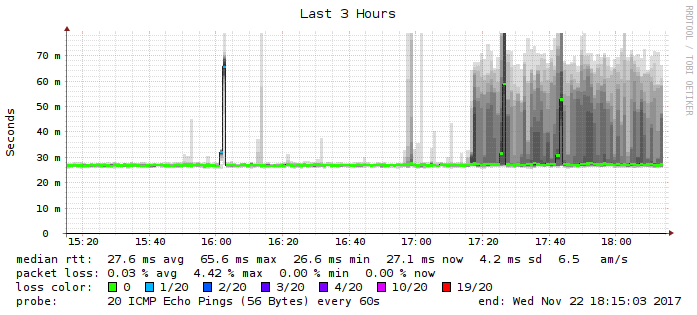 Last 3 Hours
RRDTOOL / TOBI OETIKER
Seconds
70 m
60 m
50 m
40 m
30 m
20 m
10 m
0
15:20 15:40 16:00 16:20 16:40 17:00 17:20 17:40 18:00
median rtt: 27.6 ms avg 65.6 ms max 26.6 ms min 27.1 ms now 4.2 ms sd 6.5 am/s
packet loss: 0.03 % avg 4.42 % max 0.00 % min 0.00 % now
loss color: 0 1/20 2/20 3/20 4/20 10/20 19/20
probe: 20 ICMP Echo Pings (56 Bytes) every 60s end: Wed Nov 22 18:15:03 2017